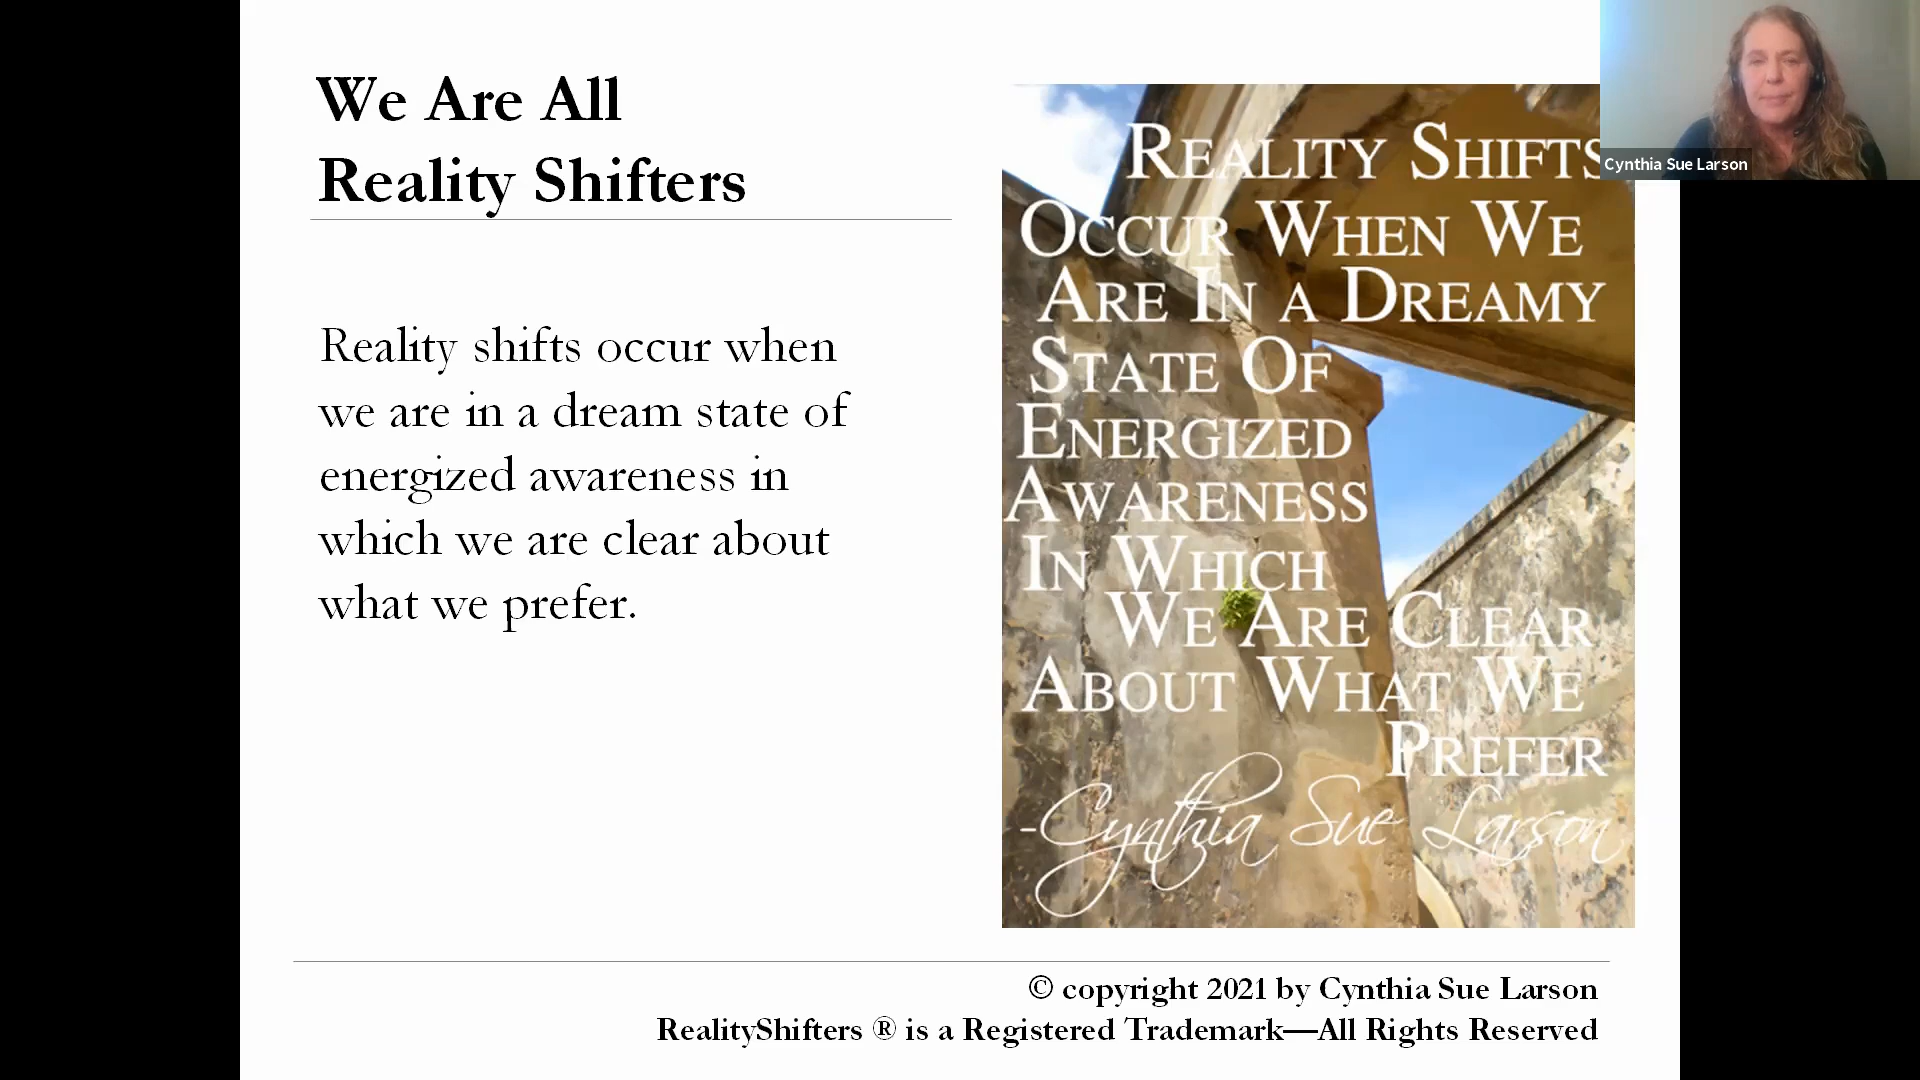 We Are All
Reality Shifters
Reality shifts occur when
we are in a dream state of
energized awareness in
which we are clear about
what we prefer.
REALITY SHIFTS
OCCUR WHEN WE
ARE IN A DREAMY
STATE OF
ENERGIZED
AWARENESS
IN WHICH
WE ARE CLEAR
ABOUT WHAT WE
PREFER
-Cynthia Sue Larson
Cynthia Sue Larson
© copyright 2021 by Cynthia Sue Larson
RealityShifters ® is a Registered Trademark—All Rights Reserved